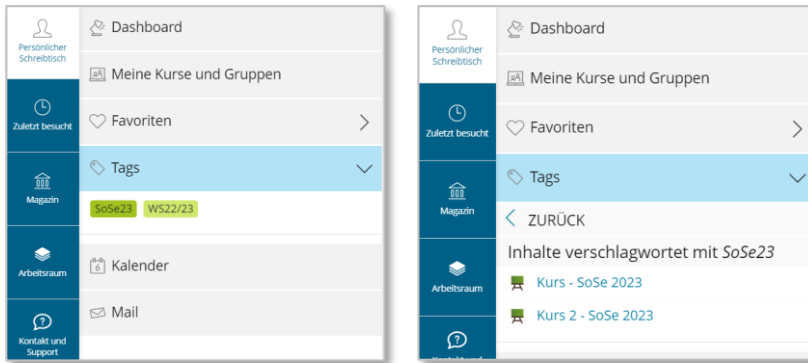 Persönlicher
Schreibtisch
Zuletzt besucht
Magazin
Arbeitsraum
Kontakt und
Support
Dashboard
Meine Kurse und Gruppen
Favoriten
Tags
SoSe23 WS22/23
Kalender
Mail
Persönlicher
Schreibtisch
Zuletzt besucht
Magazin
Arbeitsraum
Dashboard
Meine Kurse und Gruppen
Favoriten
Tags
ZURÜCK
Inhalte verschlagwortet mit SoSe23
Kurs - SoSe 2023
Kurs 2 - SoSe 2023